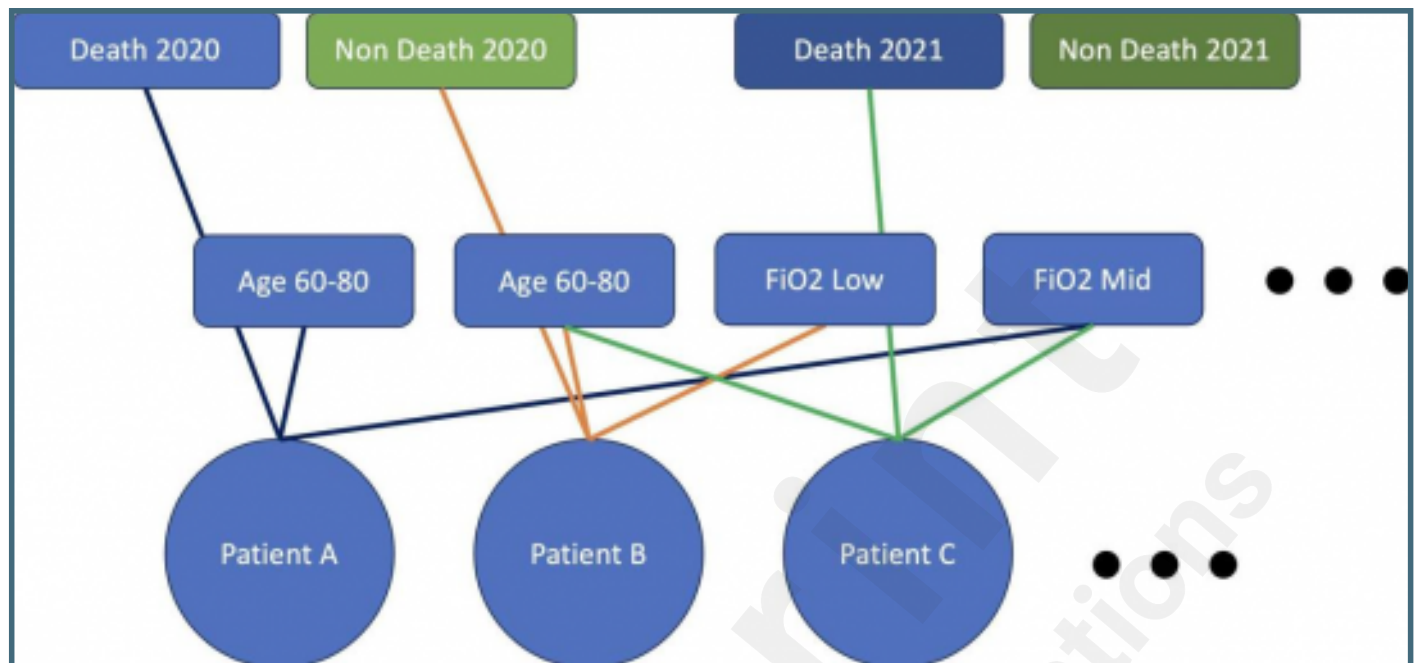 Death 2020
Non Death 2020
Death 2021
Non Death 2021
Age 60-80
Age 60-80
FiO2 Low
FiO2 Mid
Patient A
Patient B
Patient C